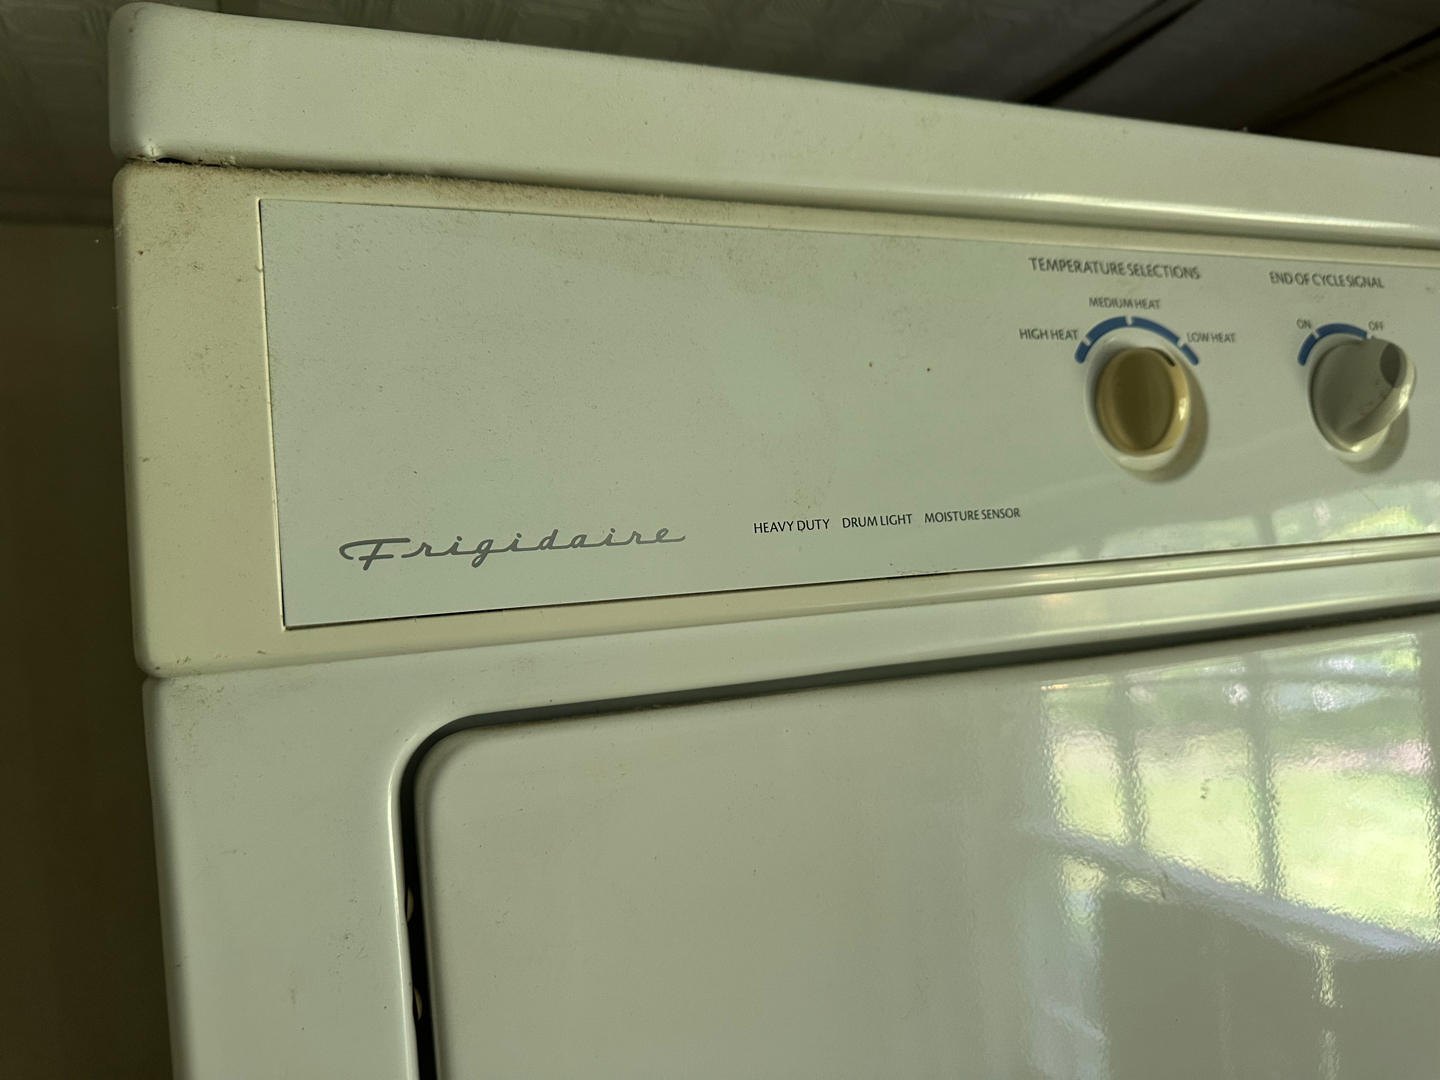 TEMPERATURE SELECTIONS
MEDIUM HEAT
HIGH HEAT
LOW HEAT
END OF CYCLE SIGNAL
ON
OFF
Frigidaire
HEAVY DUTY DRUM LIGHT MOISTURE SENSOR